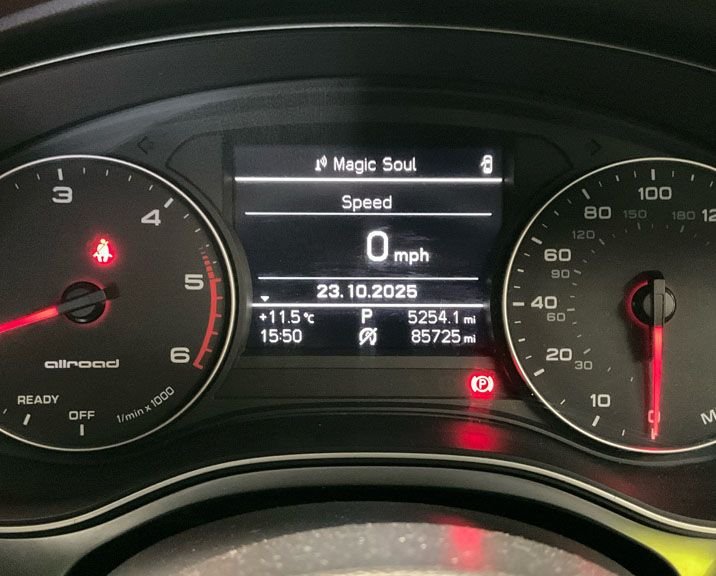 Magic Soul
Speed
0 mph
23.10.2025
+11.5°C P 5254.1 mi
15:50 85725 mi
3
4
5
6
allroad
READY
OFF
1/min x 1000
P
100
80 150 180
120
60
90
40
60
20
30
10
0